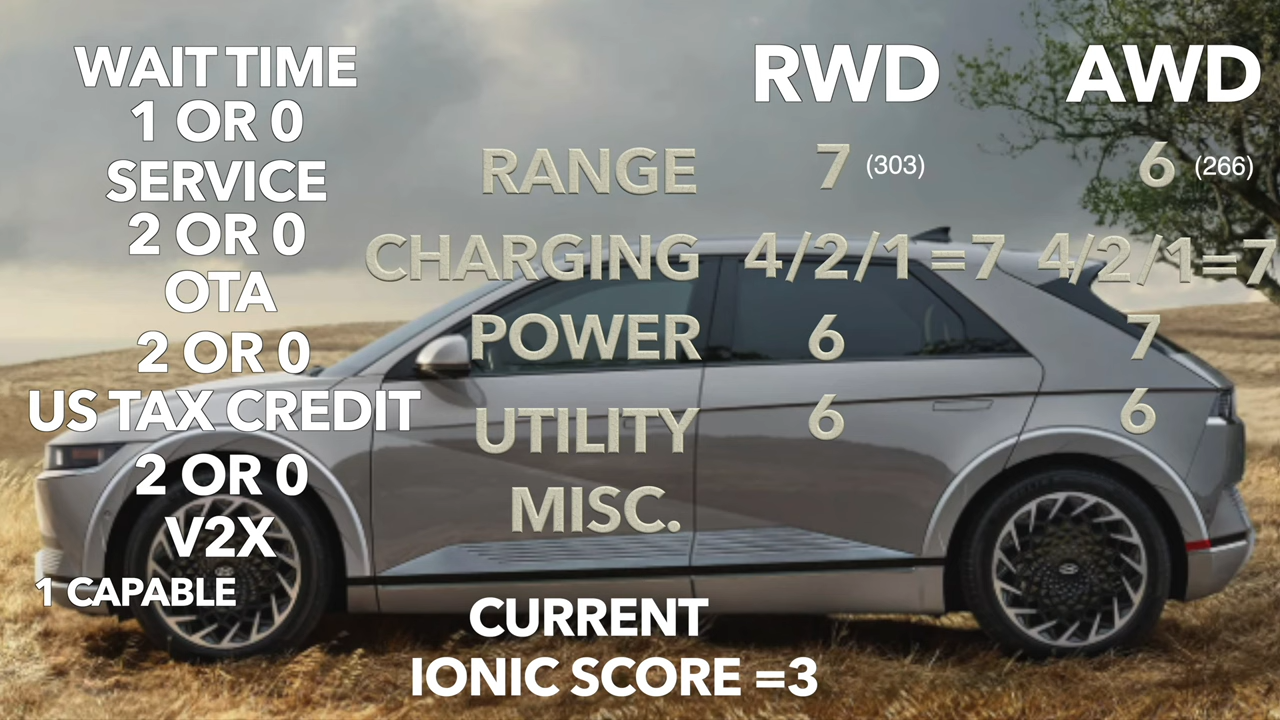 WAIT TIME
1 OR 0
SERVICE
2 OR 0
OTA
2 OR 0
US TAX CREDIT
2 OR 0
V2X
1 CAPABLE
RWD AWD
RANGE 7 (303) 6 (266)
CHARGING 4/2/1=7 4/2/1=7
POWER 6 7
UTILITY 6 6
MISC.
CURRENT
IONIC SCORE =3